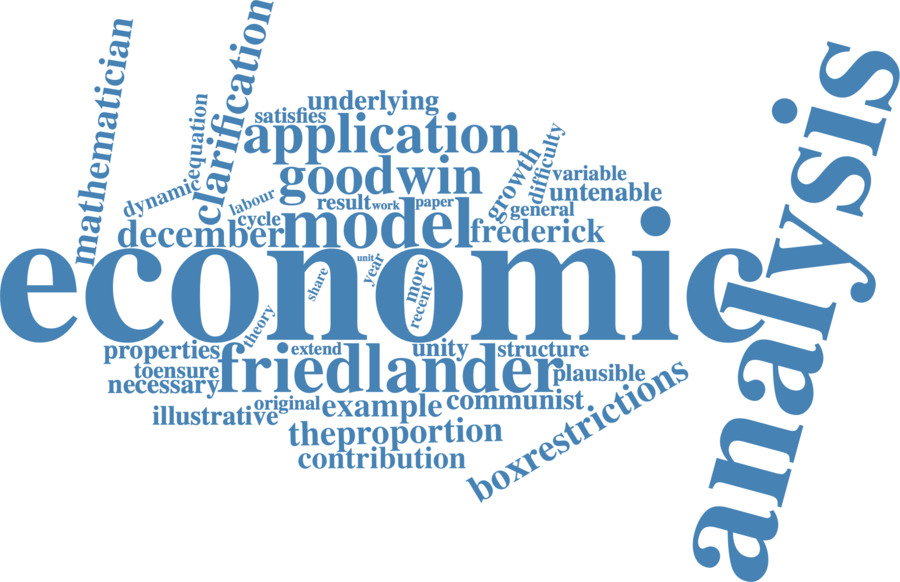 mathematician
clarification
equation
underlying
satisfies
application
analysis
goodwin
growth
difficulty
variable
untenable
dynamic
labour
result
work
paper
general
cycle
december
model
frederick
economic
unit
year
share
more
recent
theory
properties
extend
unity
structure
toensure
necessary
friedlander
plausible
illustrative
original
example
communist
boxrestrictions
theproportion
contribution